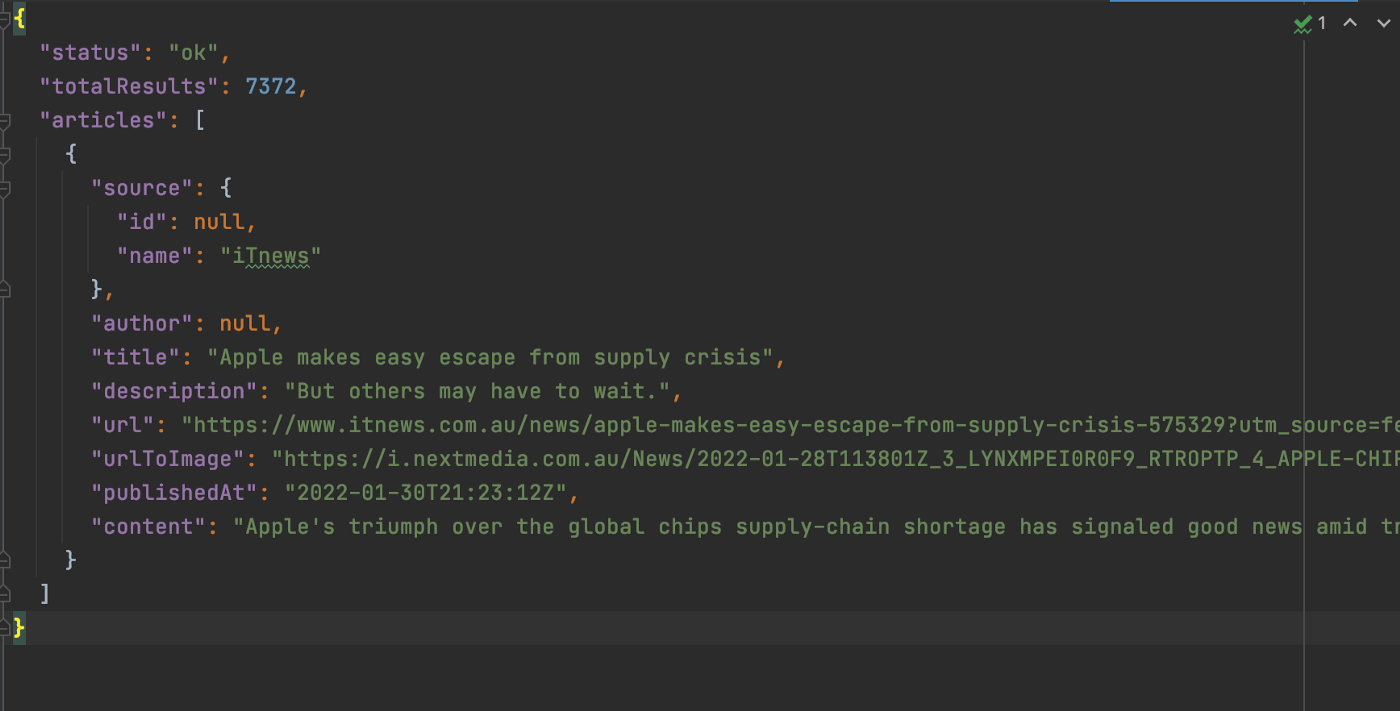 {
"status": "ok",
"totalResults": 7372,
"articles": [
{
"source": {
"id": null,
"name": "iTnews"
},
"author": null,
"title": "Apple makes easy escape from supply crisis",
"description": "But others may have to wait.",
"url": "https://www.itnews.com.au/news/apple-makes-easy-escape-from-supply-crisis-575329?utm_source=fe
"urlToImage": "https://i.nextmedia.com.au/News/2022-01-28T113801Z_3_LYNXMPEI0R0F9_RTROPTP_4_APPLE-CHIP
"publishedAt": "2022-01-30T21:23:12Z",
"content": "Apple's triumph over the global chips supply-chain shortage has signaled good news amid
}
]
}
1